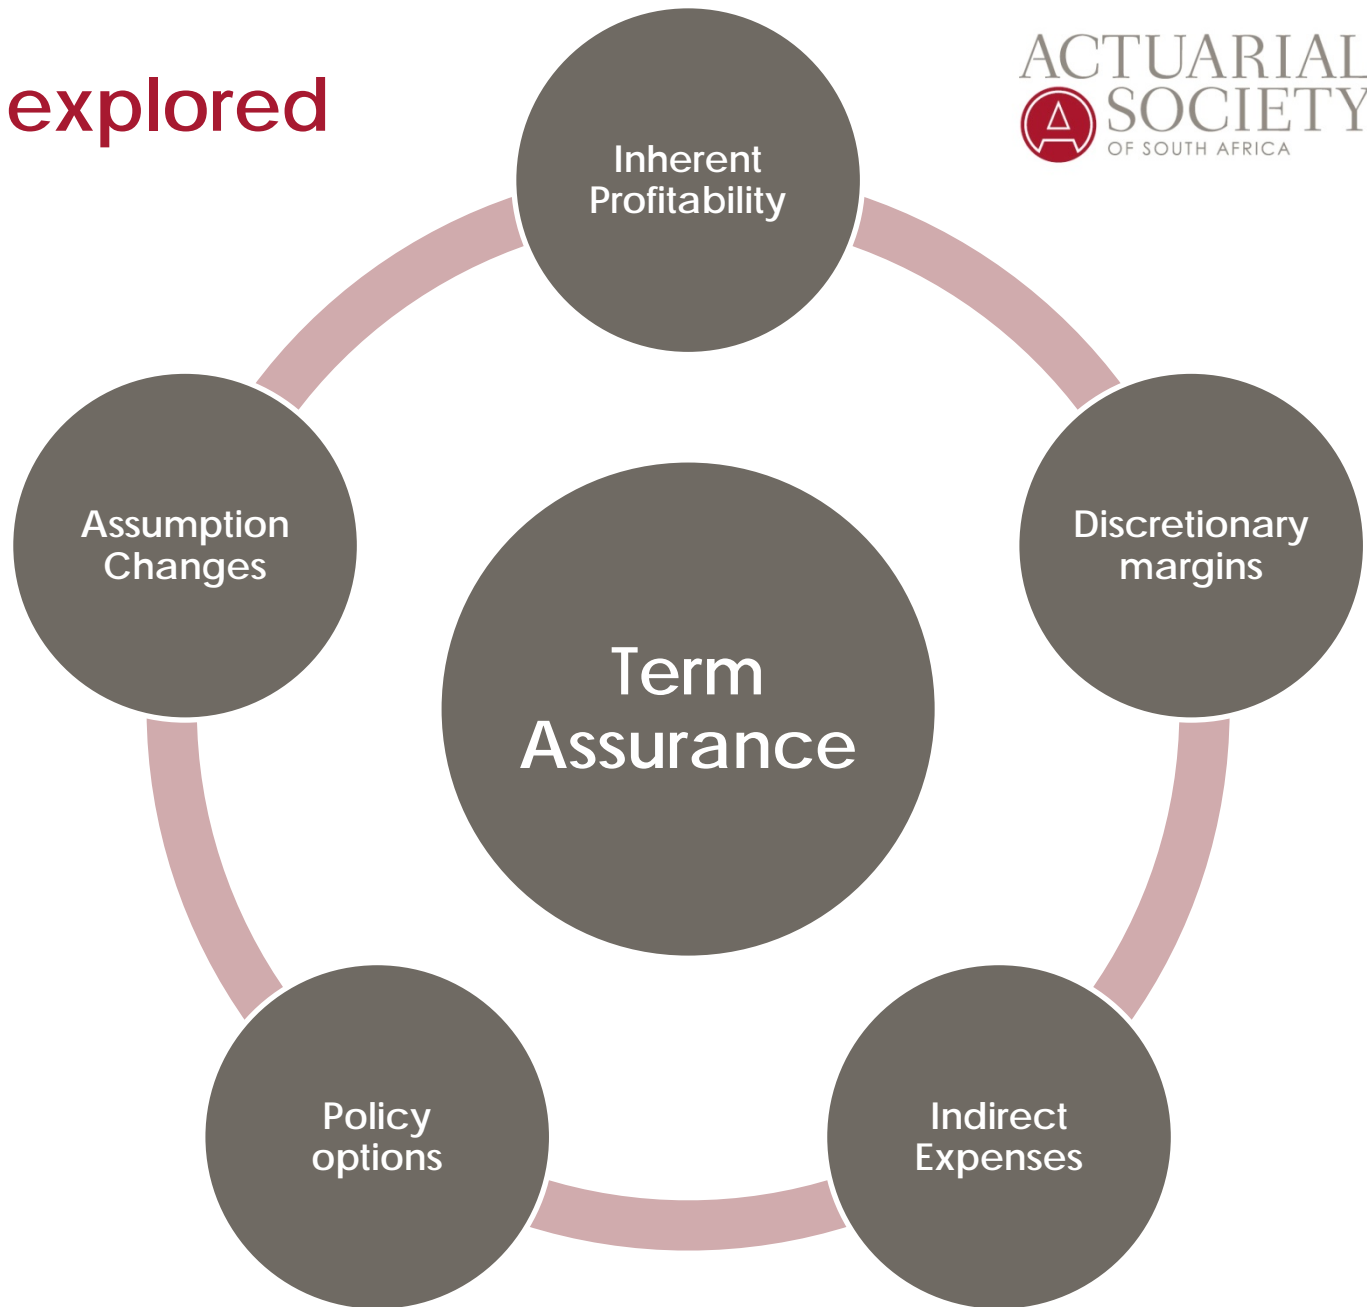 explored
ACTUARIAL
SOCIETY
OF SOUTH AFRICA
Inherent
Profitability
Assumption
Changes
Discretionary
margins
Term
Assurance
Policy
options
Indirect
Expenses